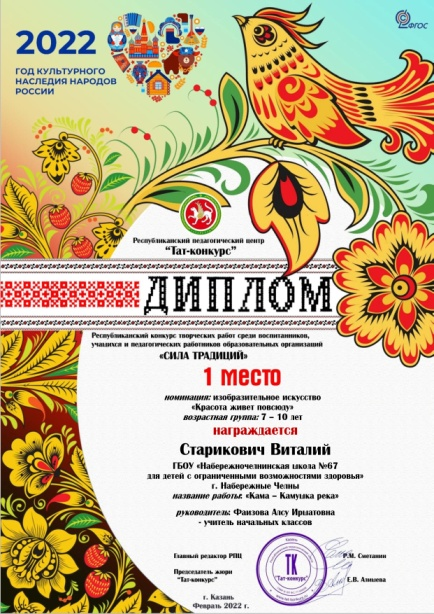 ФГОС
2022
ГОД КУЛЬТУРНОГО
НАСЛЕДИЯ НАРОДОВ
РОССИИ
Республиканский педагогический центр
"Тат-конкурс"
ДИПЛОМ
Республиканский конкурс творческих работ среди воспитанников,
учащихся и педагогических работников образовательных организаций
«СИЛА ТРАДИЦИЙ»
1 место
номинация: изобразительное искусство
«Красота живет повсюду»
возрастная группа: 7 – 10 лет
награждается
Старикович Виталий
ГБОУ «Набережночелнинская школа №67
для детей с ограниченными возможностями здоровья»
г. Набережные Челны
название работы: «Кама – Камушка река»
руководитель: Фаизова Алсу Иршатовна
- учитель начальных классов
Главный редактор РПЦ
Р.М. Сметанин
Председатель жюри
"Тат-конкурс"
Е.В. Азишева
ТК
"Тат-конкурс"
г. Казань
Февраль 2022 г.